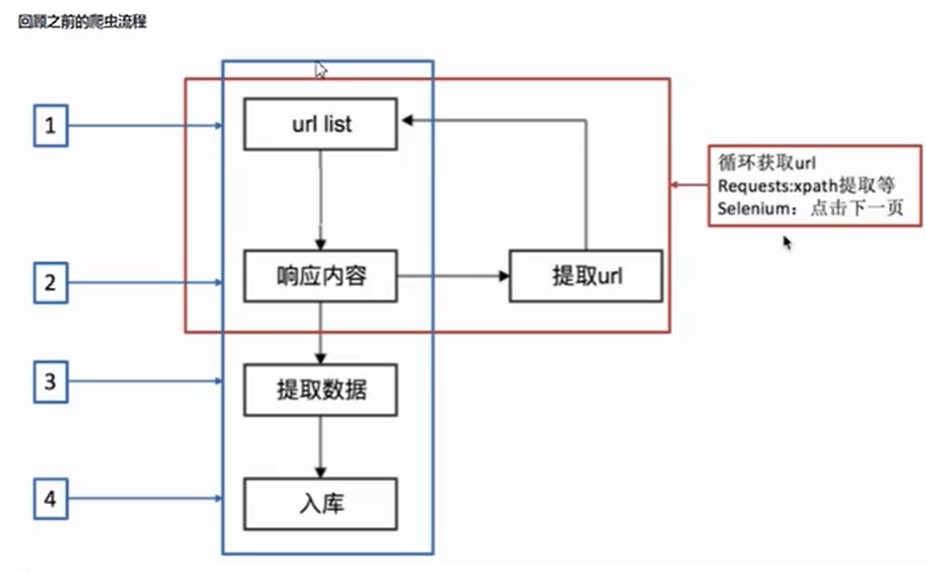 回顾之前的爬虫流程
1
url list
循环获取url
Requests:xpath提取等
Selenium：点击下一页
2
响应内容
提取url
3
提取数据
4
入库